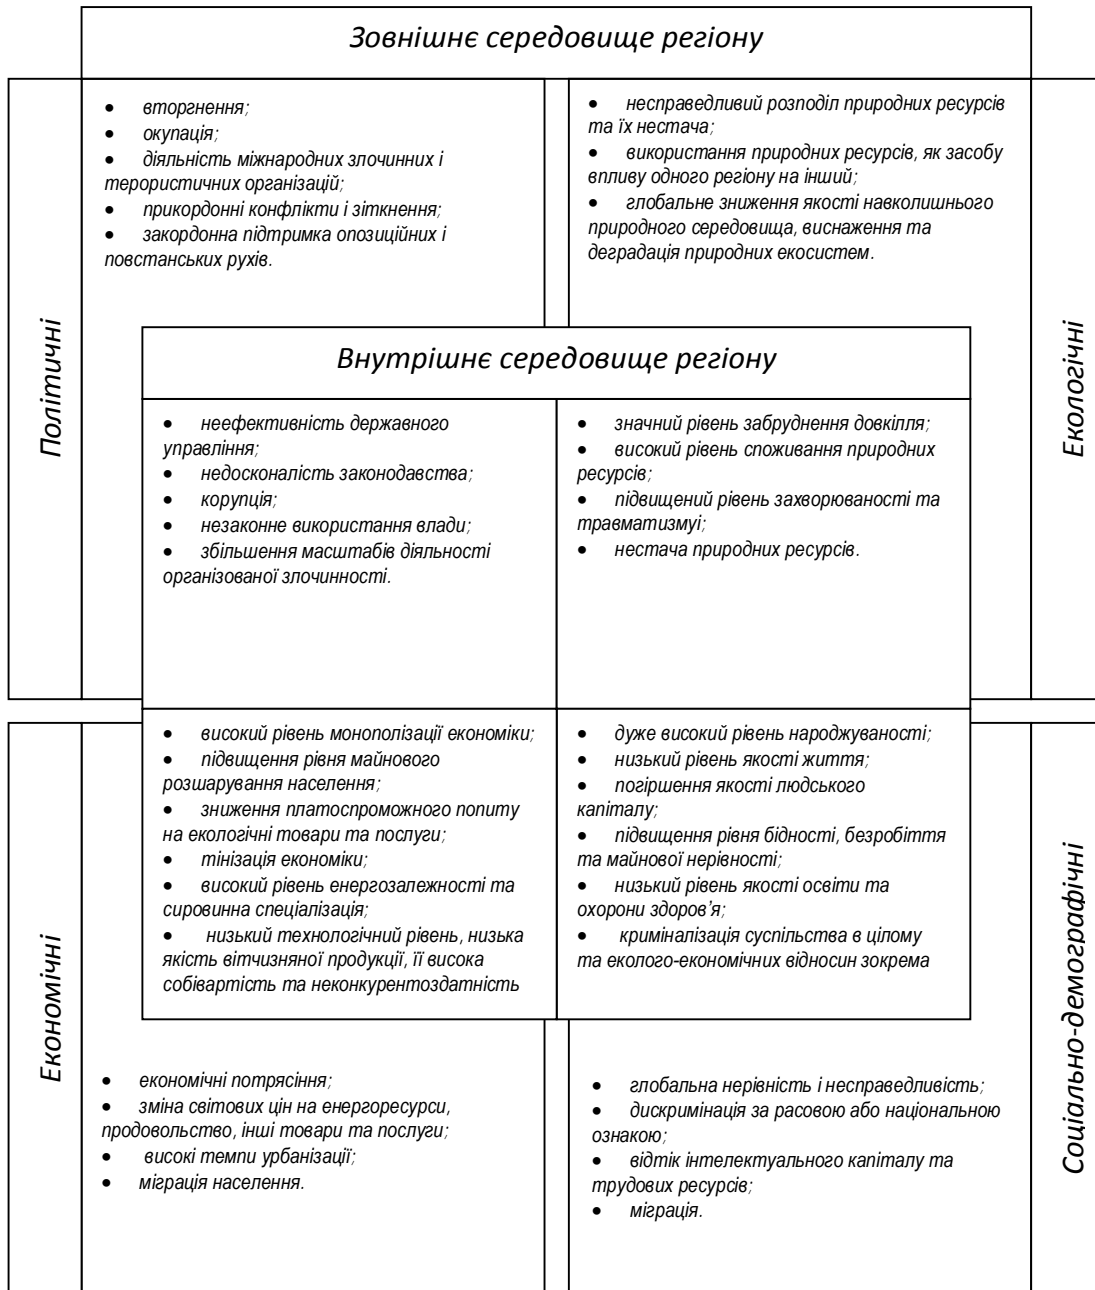 Зовнішнє середовище регіону
Політичні
• вторгнення;
• окупація;
• діяльність міжнародних злочинних і
терористичних організацій;
• прикордонні конфлікти і зіткнення;
• закордонна підтримка опозиційних і
повстанських рухів.
• несправедливий розподіл природних ресурсів
та їх нестача;
• використання природних ресурсів, як засобу
впливу одного регіону на інший;
• глобальне зниження якості навколишнього
природного середовища, виснаження та
деградація природних екосистем.
Екологічні
Внутрішнє середовище регіону
• неефективність державного
управління;
• недосконалість законодавства;
• корупція;
• незаконне використання влади;
• збільшення масштабів діяльності
організованої злочинності.
• значний рівень забруднення довкілля;
• високий рівень споживання природних
ресурсів;
• підвищений рівень захворюваності та
травматизмуі;
• нестача природних ресурсів.
Економічні
• високий рівень монополізації економіки;
• підвищення рівня майнового
розшарування населення;
• зниження платоспроможного попиту
на екологічні товари та послуги;
• тінізація економіки;
• високий рівень енергозалежності та
сировинна спеціалізація;
• низький технологічний рівень, низька
якість вітчизняної продукції, її висока
собівартість та неконкурентоздатність
• дуже високий рівень народжуваності;
• низький рівень якості життя;
• погіршення якості людського
капіталу;
• підвищення рівня бідності, безробіття
та майнової нерівності;
• низький рівень якості освіти та
охорони здоров'я;
• криміналізація суспільства в цілому
та еколого-економічних відносин зокрема
Соціально-демографічні
• економічні потрясіння;
• зміна світових цін на енергоресурси,
продовольство, інші товари та послуги;
• високі темпи урбанізації;
• міграція населення.
• глобальна нерівність і несправедливість;
• дискримінація за расовою або національною
ознакою;
• відтік інтелектуального капіталу та
трудових ресурсів;
• міграція.